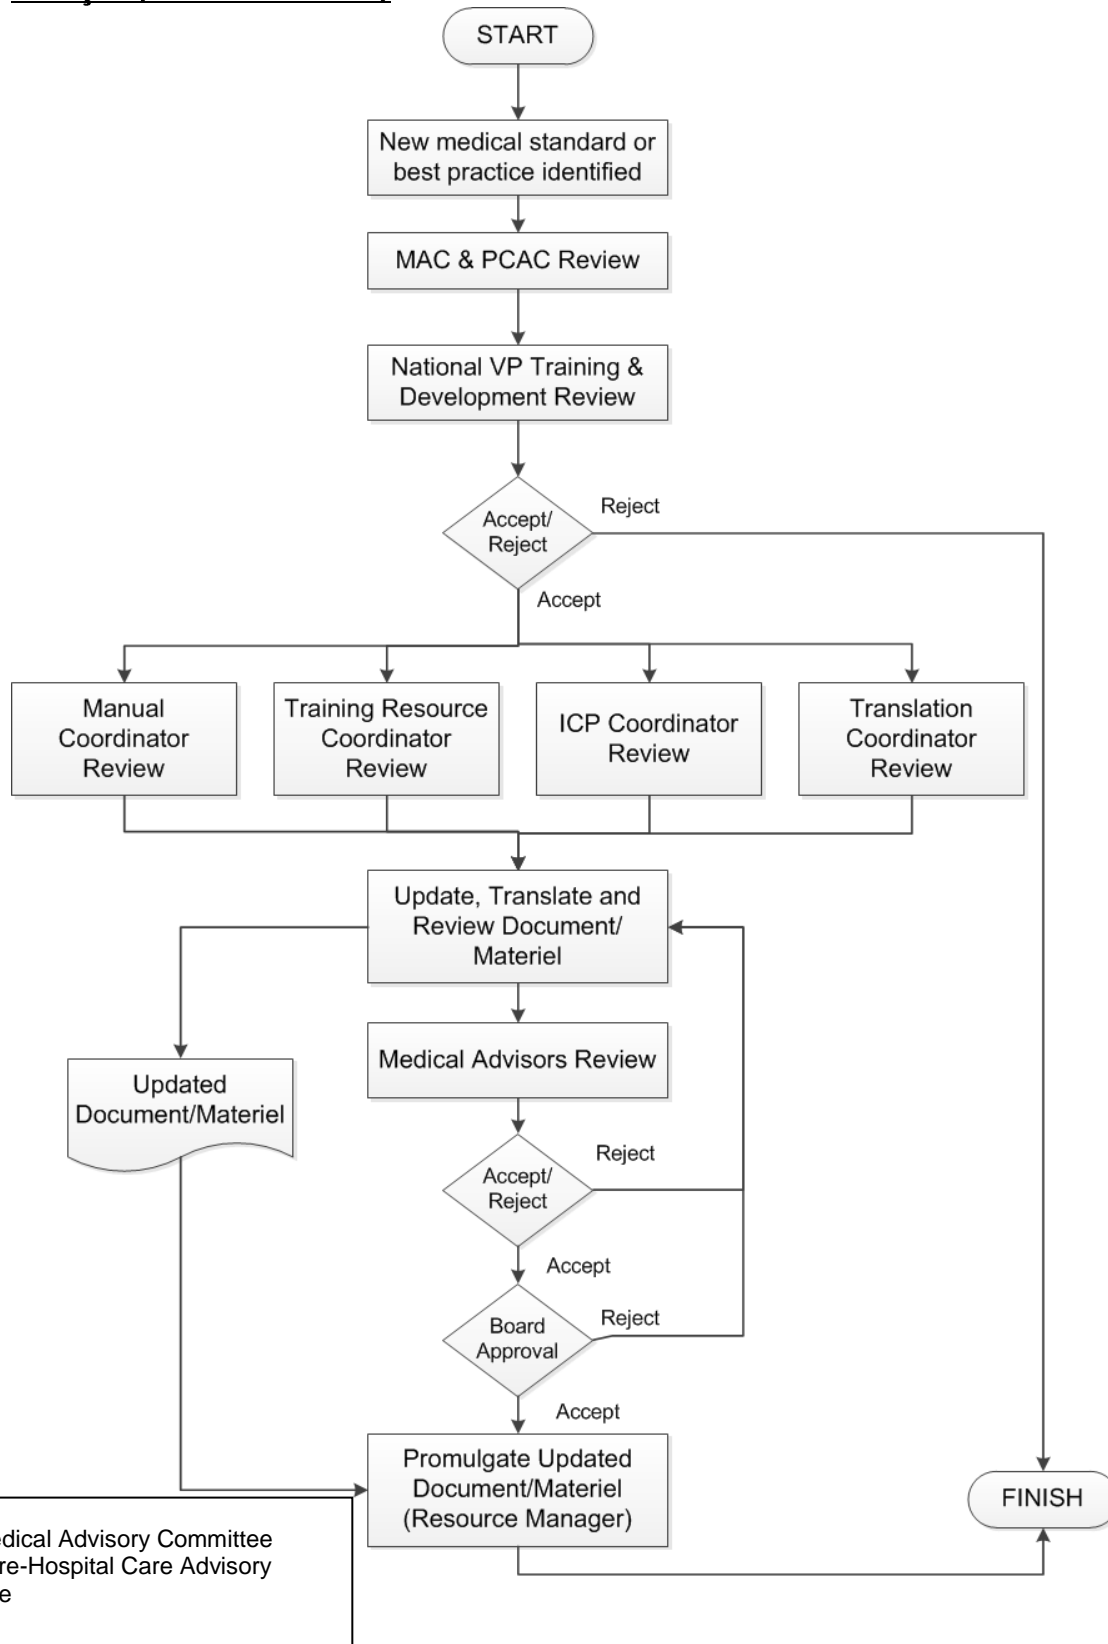 START
New medical standard or
best practice identified
MAC & PCAC Review
National VP Training &
Development Review
Accept/
Reject
Reject
Accept
Manual
Coordinator
Review
Training Resource
Coordinator
Review
ICP Coordinator
Review
Translation
Coordinator
Review
Update, Translate and
Review Document/
Materiel
Medical Advisors Review
Updated
Document/Materiel
Accept/
Reject
Reject
Accept
Board
Approval
Reject
Accept
Promulgate Updated
Document/Materiel
(Resource Manager)
FINISH
edical Advisory Committee
re-Hospital Care Advisory
e